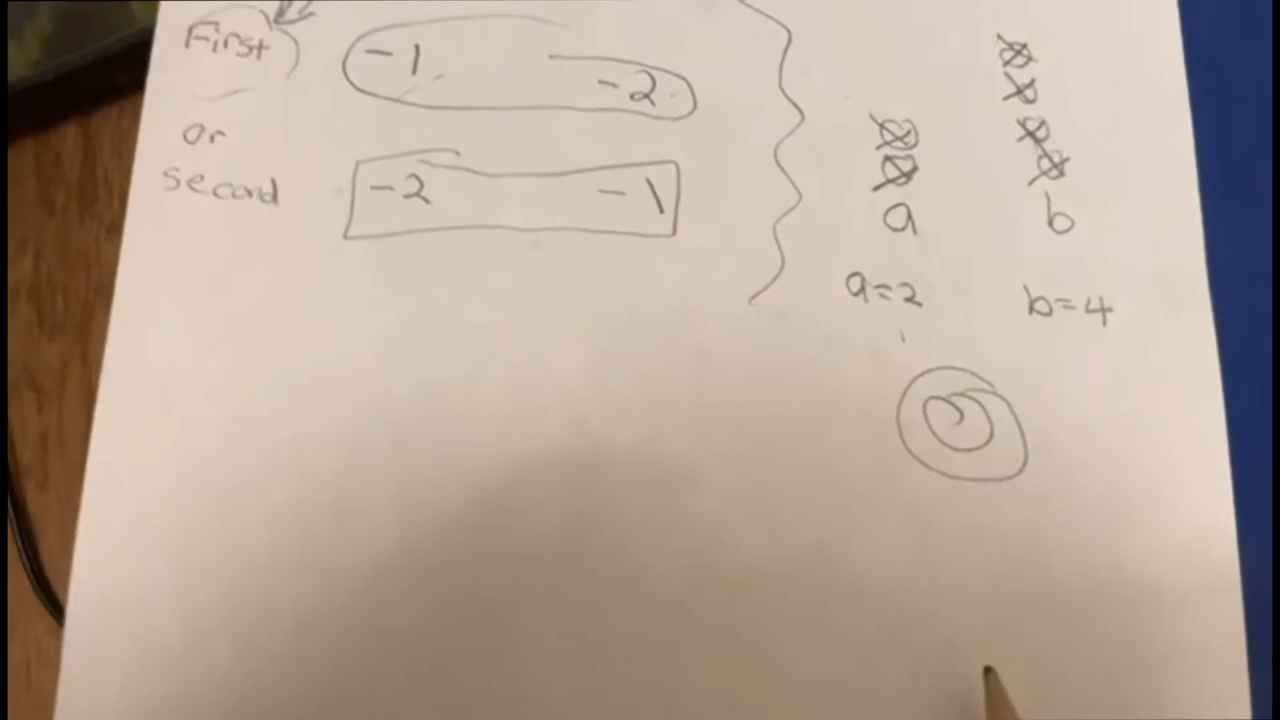 First -1 -2
or
second -2 -1
a b
a=2 b=4